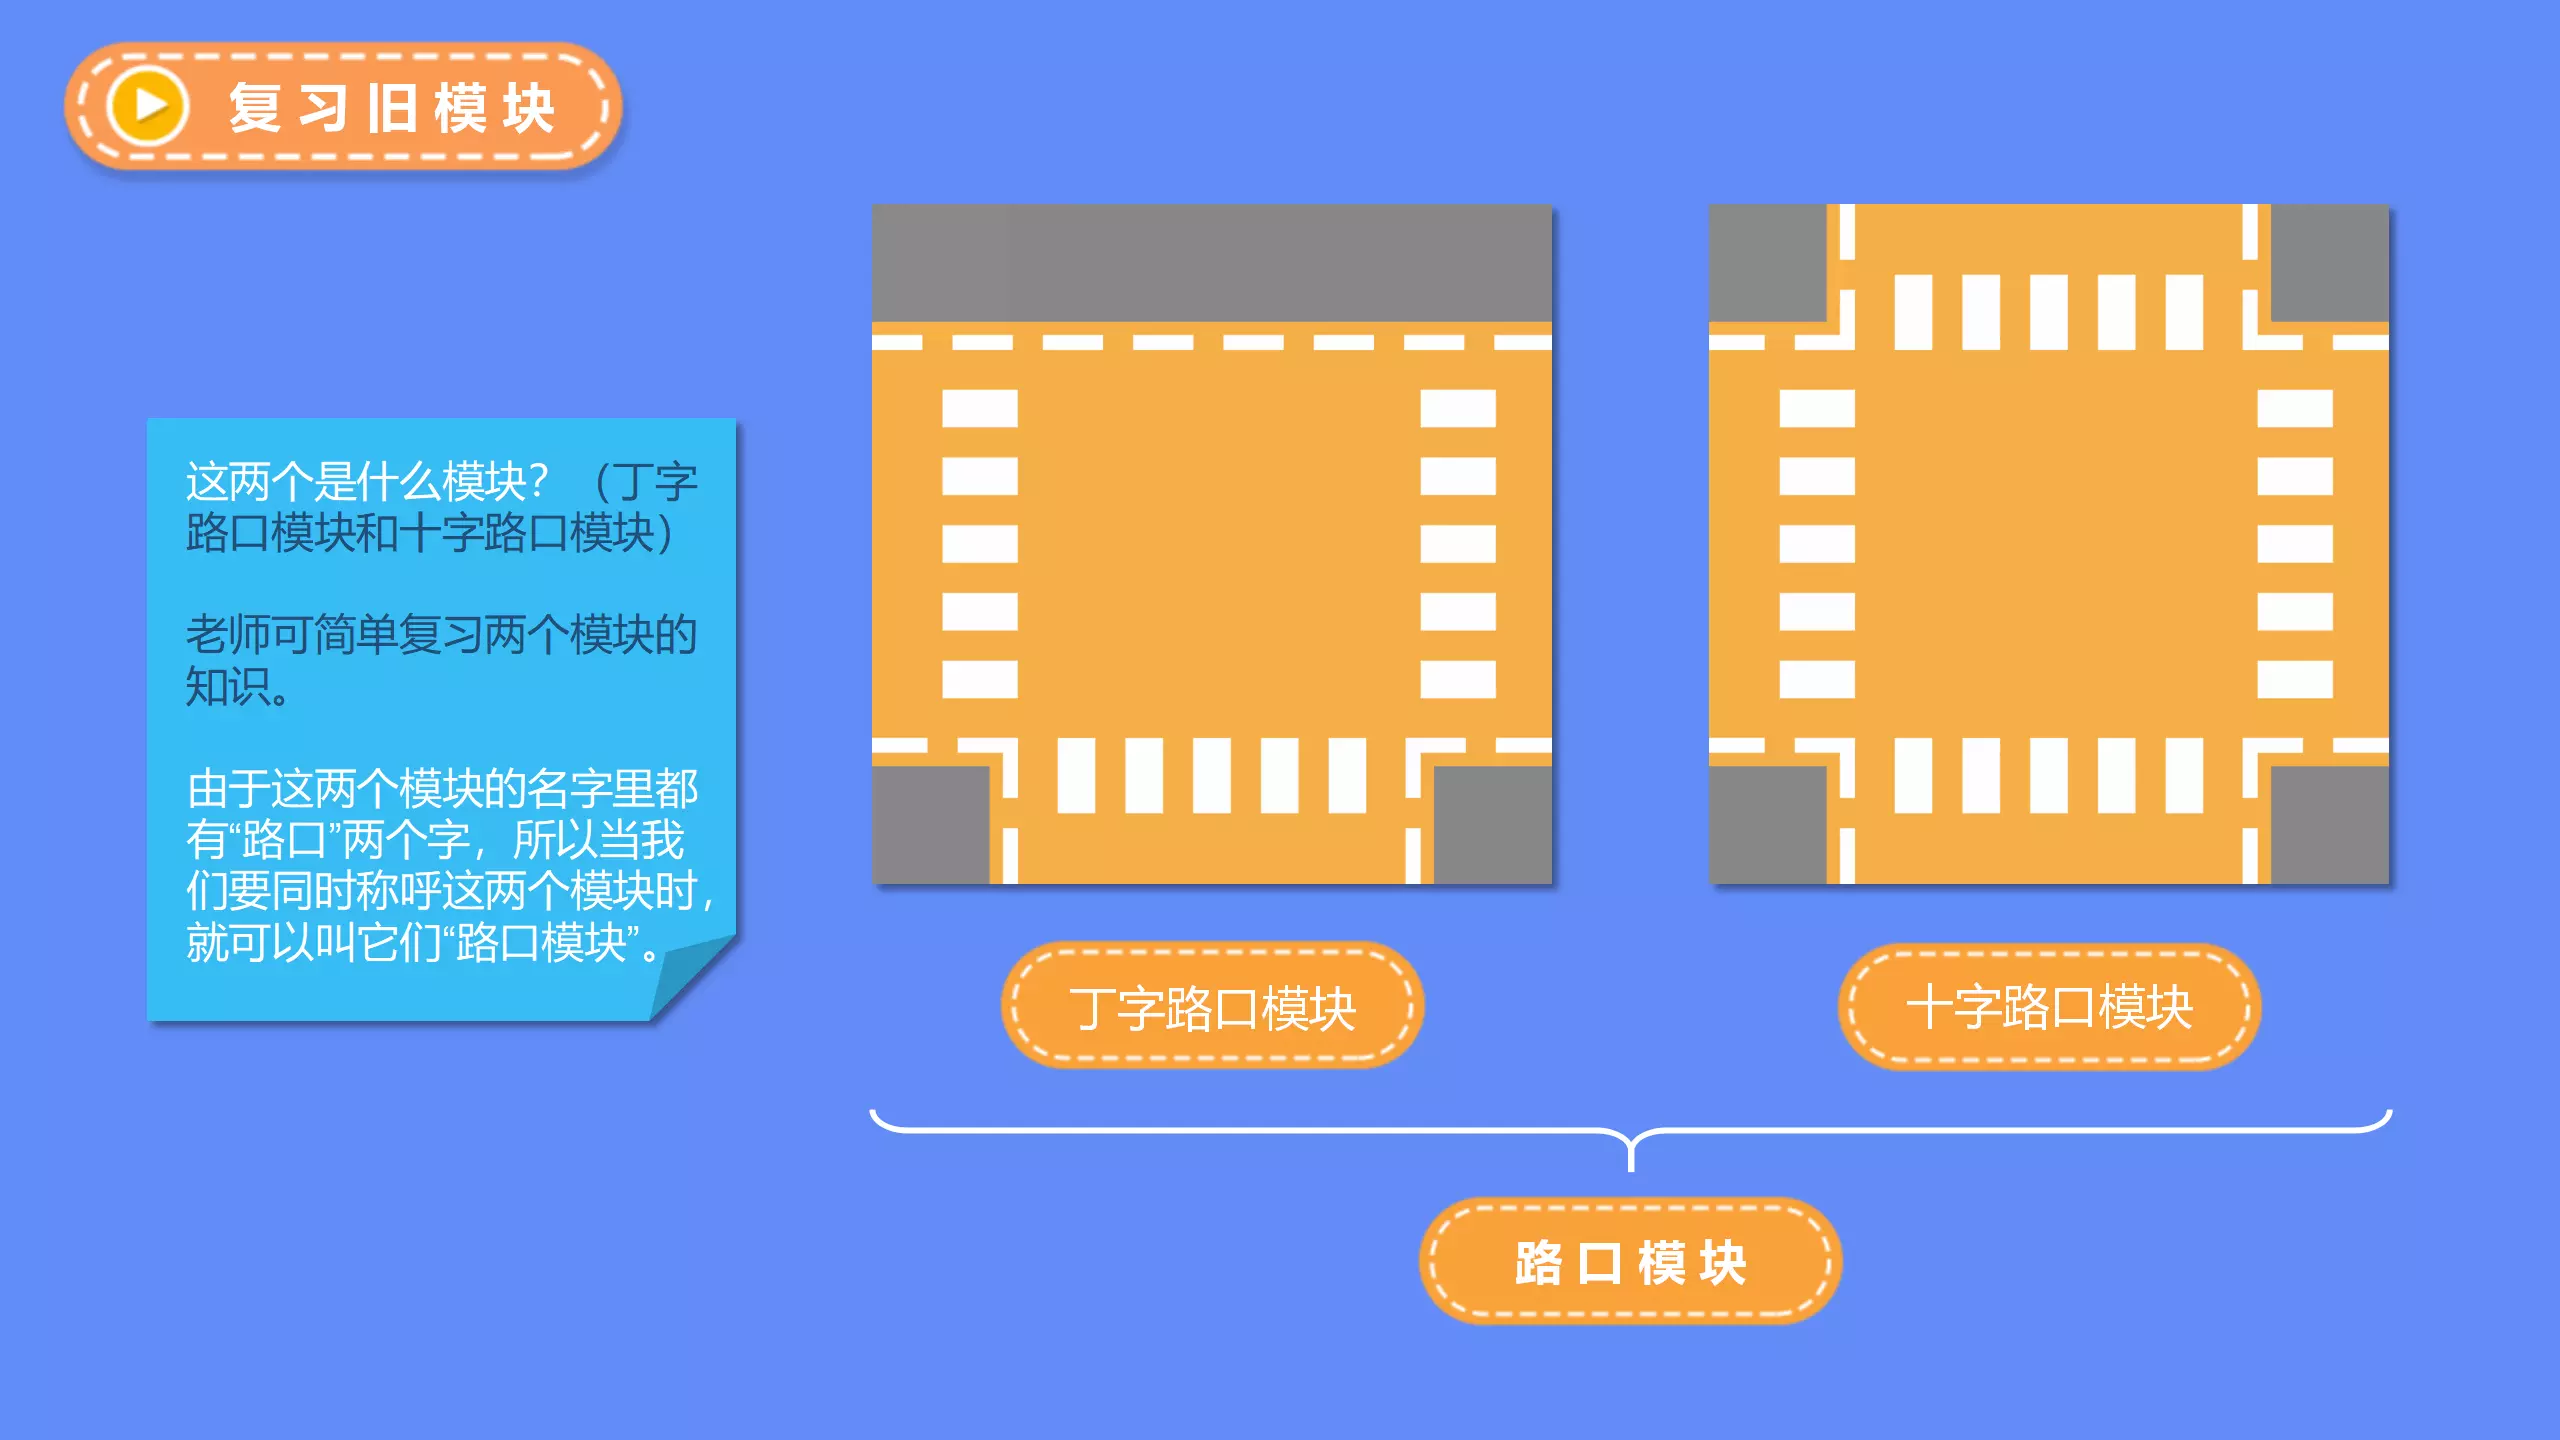 复习旧模块
这两个是什么模块？（丁字
路口模块和十字路口模块）
老师可简单复习两个模块的
知识。
由于这两个模块的名字里都
有“路口”两个字，所以当我
们要同时称呼这两个模块时，
就可以叫它们“路口模块”。
丁字路口模块
十字路口模块
路口模块